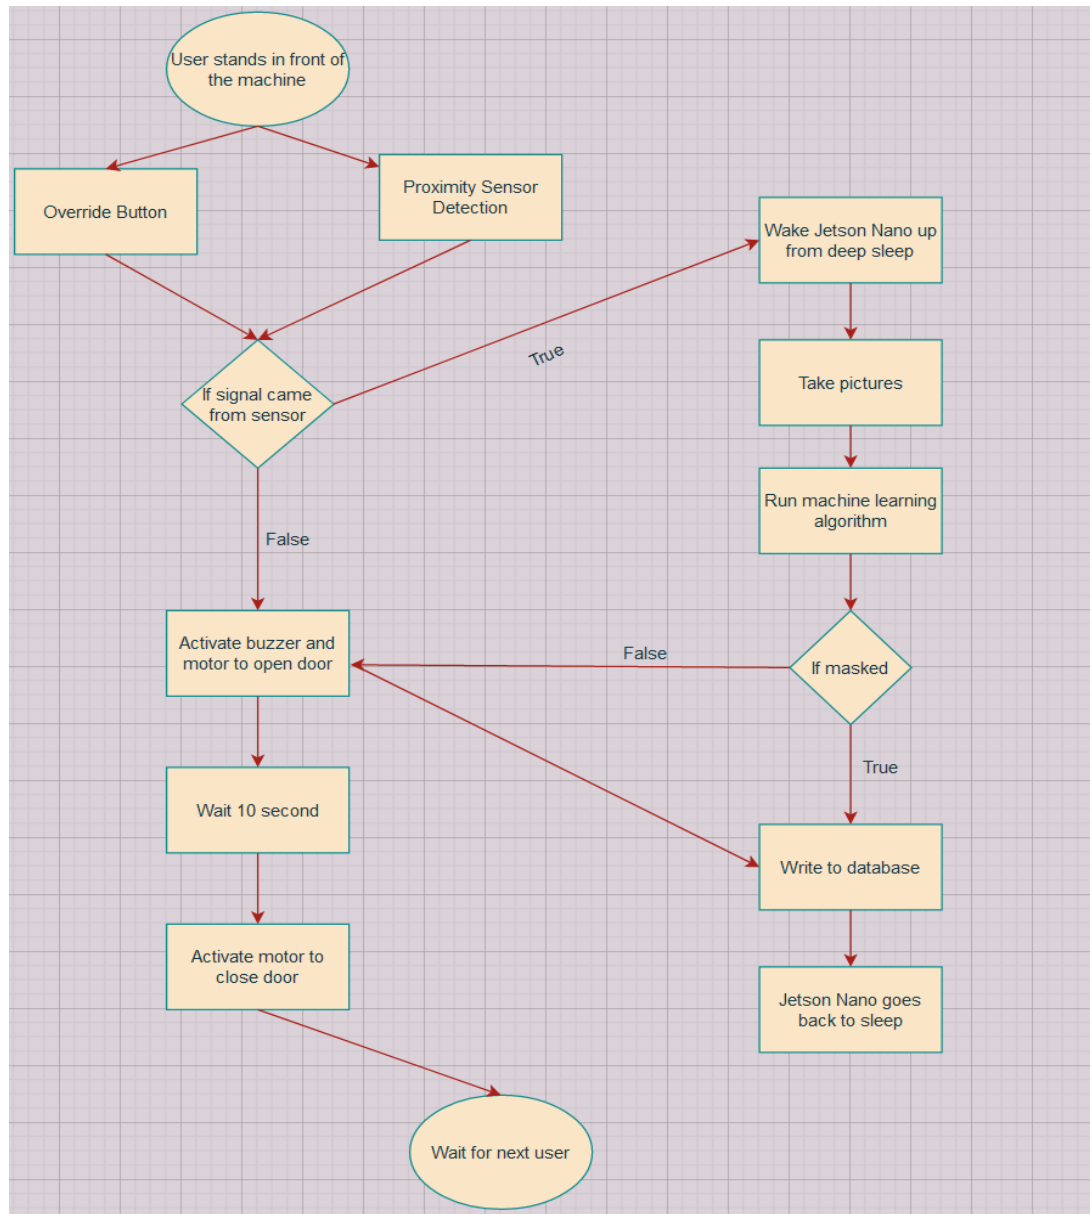 User stands in front of
the machine
Override Button
Proximity Sensor
Detection
Wake Jetson Nano up
from deep sleep
True
Take pictures
If signal came
from sensor
Run machine learning
algorithm
False
Activate buzzer and
motor to open door
False
If masked
True
Wait 10 second
Write to database
Activate motor to
close door
Jetson Nano goes
back to sleep
Wait for next user